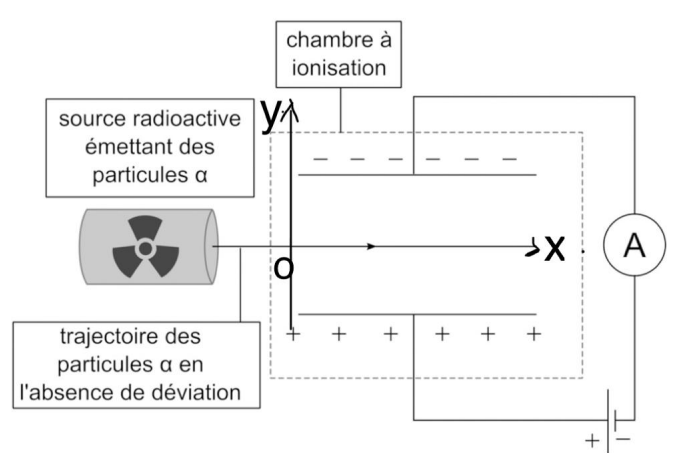 chambre à
ionisation
source radioactive
émettant des
particules α
y
− − − − − −
O
x
A
+ + + + + +
trajectoire des
particules α en
l'absence de déviation
+ −